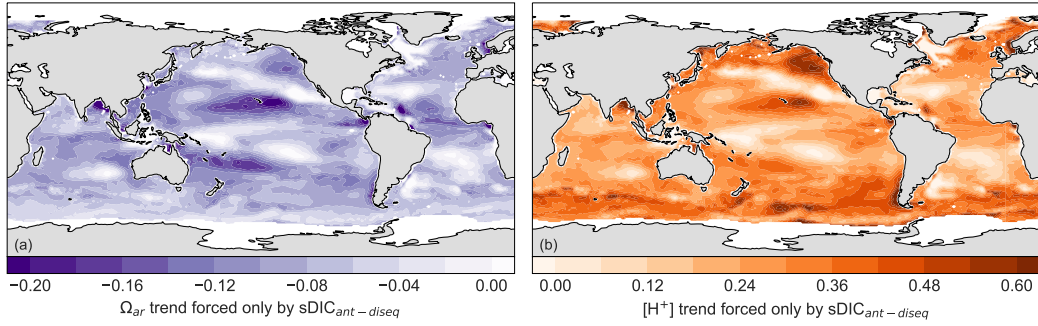 (a)
(b)
−0.20 −0.16 −0.12 −0.08 −0.04 0.00
0.00 0.12 0.24 0.36 0.48 0.60
Ωar trend forced only by sDICant−diseq
[H+] trend forced only by sDICant−diseq